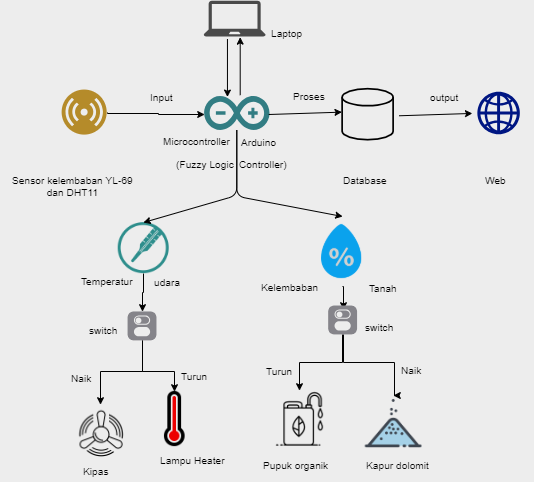 Laptop
Input
Proses
output
Microcontroller Arduino
(Fuzzy Logic Controller)
Sensor kelembaban YL-69
dan DHT11
Database
Web
%
Temperatur udara
Kelembaban Tanah
switch
switch
Naik
Turun
Turun
Naik
Kipas
Lampu Heater
Pupuk organik
Kapur dolomit